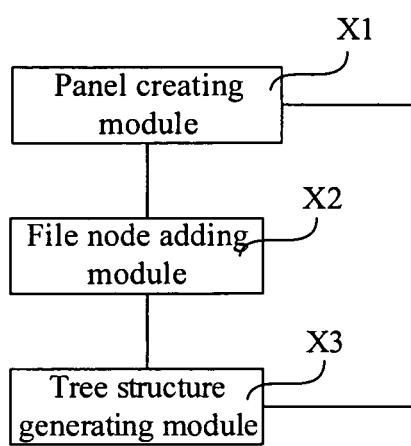 X1
Panel creating
module
X2
File node adding
module
X3
Tree structure
generating module